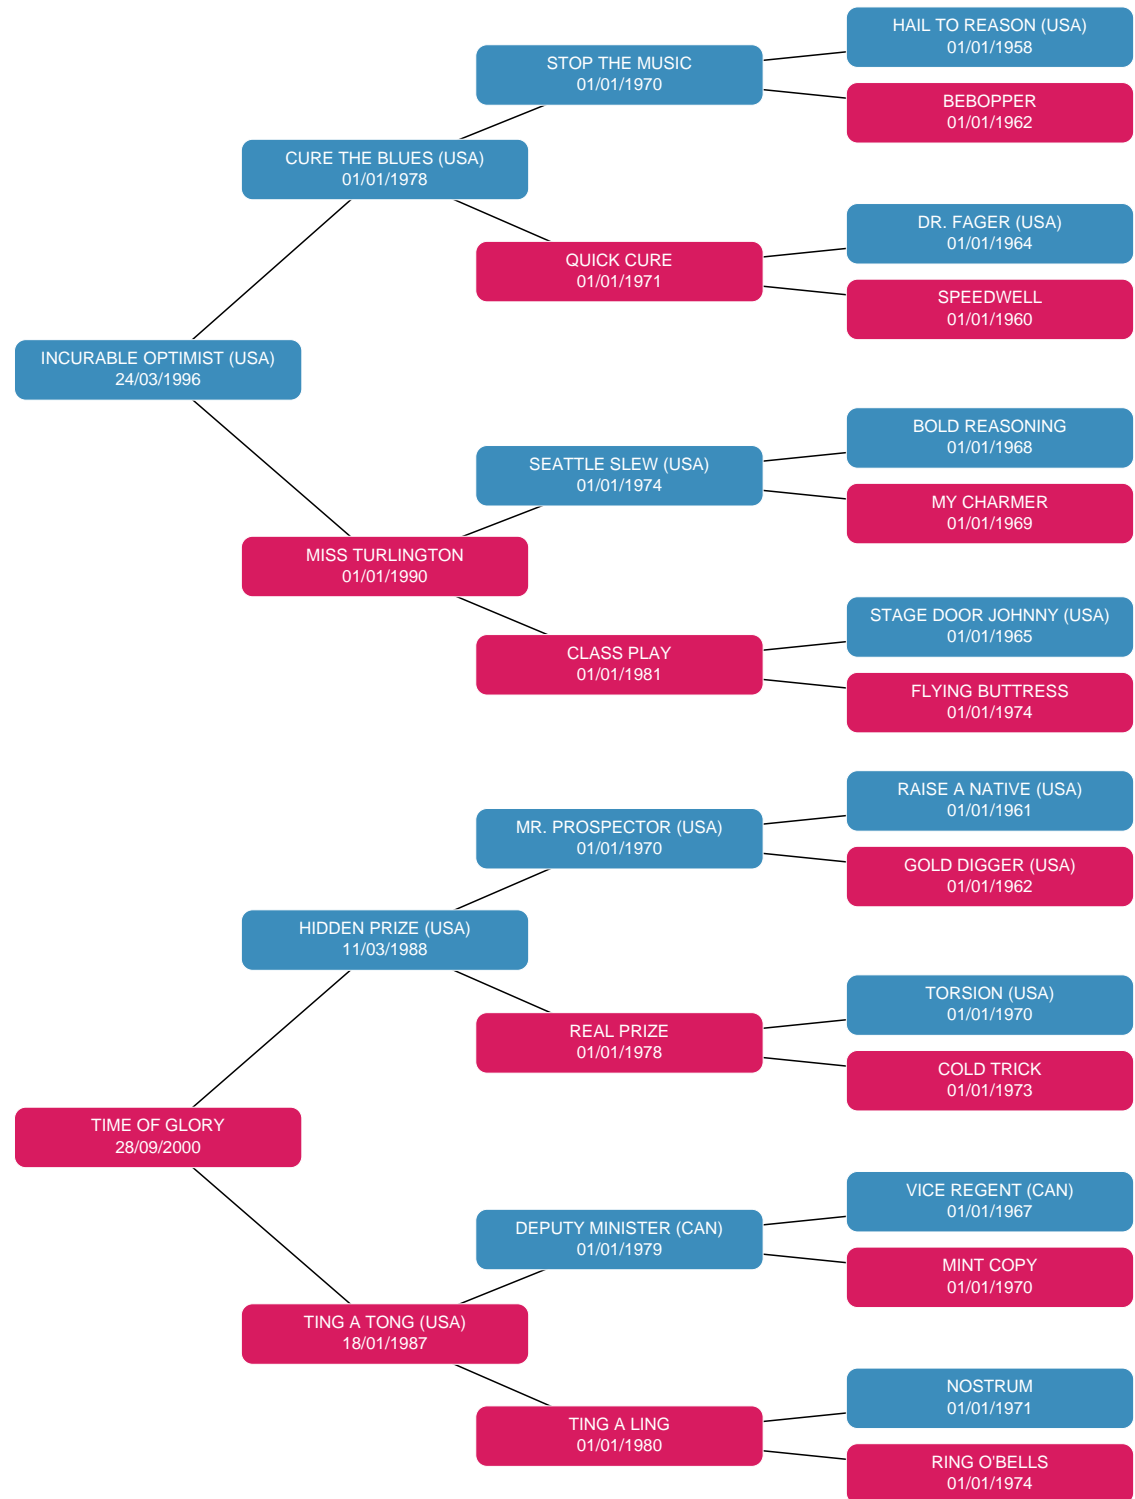 HAIL TO REASON (USA)
01/01/1958
STOP THE MUSIC
01/01/1970
BEBOPPER
01/01/1962
CURE THE BLUES (USA)
01/01/1978
DR. FAGER (USA)
01/01/1964
QUICK CURE
01/01/1971
SPEEDWELL
01/01/1960
INCURABLE OPTIMIST (USA)
24/03/1996
BOLD REASONING
01/01/1968
SEATTLE SLEW (USA)
01/01/1974
MY CHARMER
01/01/1969
MISS TURLINGTON
01/01/1990
STAGE DOOR JOHNNY (USA)
01/01/1965
CLASS PLAY
01/01/1981
FLYING BUTTRESS
01/01/1974
RAISE A NATIVE (USA)
01/01/1961
MR. PROSPECTOR (USA)
01/01/1970
GOLD DIGGER (USA)
01/01/1962
HIDDEN PRIZE (USA)
11/03/1988
TORSION (USA)
01/01/1970
REAL PRIZE
01/01/1978
COLD TRICK
01/01/1973
TIME OF GLORY
28/09/2000
VICE REGENT (CAN)
01/01/1967
DEPUTY MINISTER (CAN)
01/01/1979
MINT COPY
01/01/1970
TING A TONG (USA)
18/01/1987
NOSTRUM
01/01/1971
TING A LING
01/01/1980
RING O'BELLS
01/01/1974